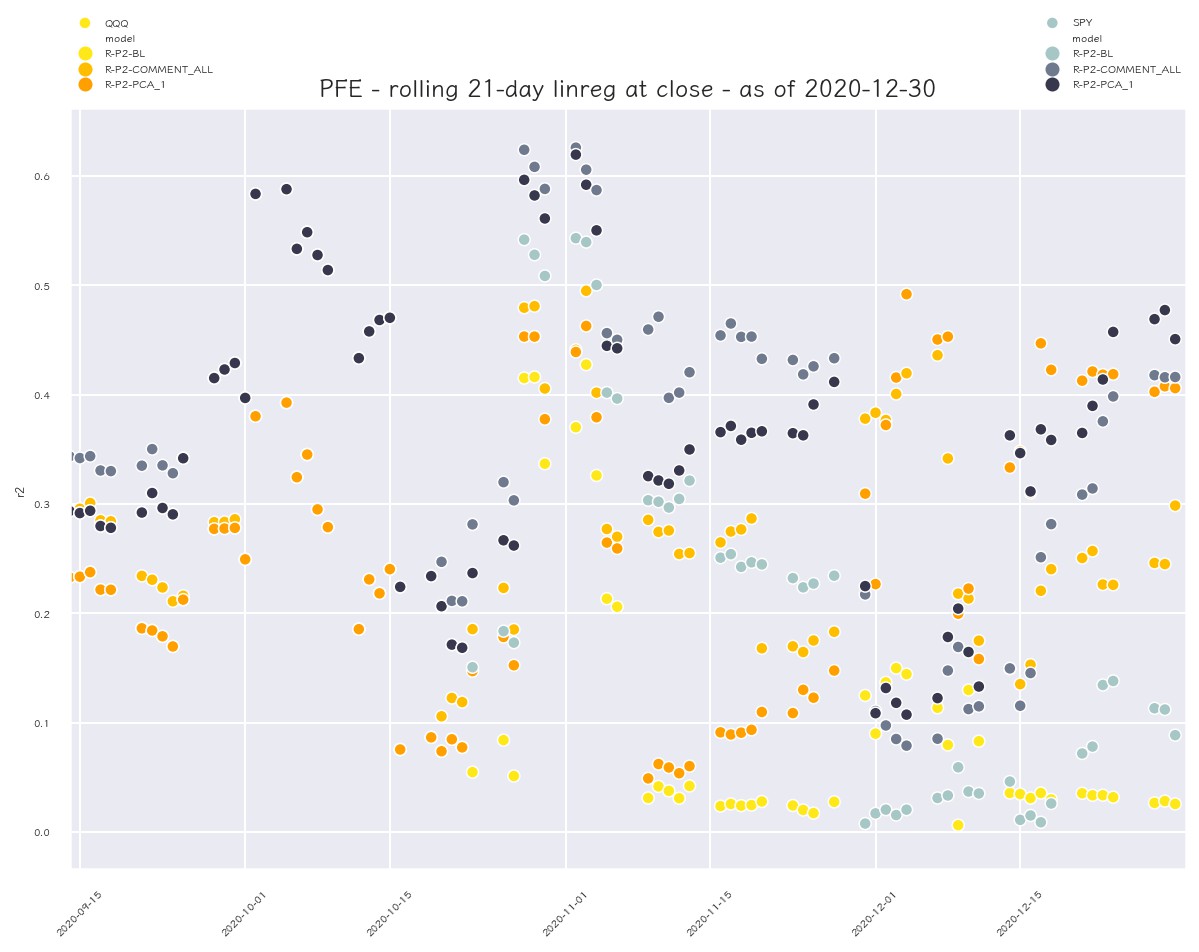 QQQ
model
R-P2-BL
R-P2-COMMENT_ALL
R-P2-PCA_1
SPY
model
R-P2-BL
R-P2-COMMENT_ALL
R-P2-PCA_1
PFE - rolling 21-day linreg at close - as of 2020-12-30
0.6
0.5
0.4
0.3
0.2
0.1
0.0
r2
2020-09-15
2020-10-01
2020-10-15
2020-11-01
2020-11-15
2020-12-01
2020-12-15